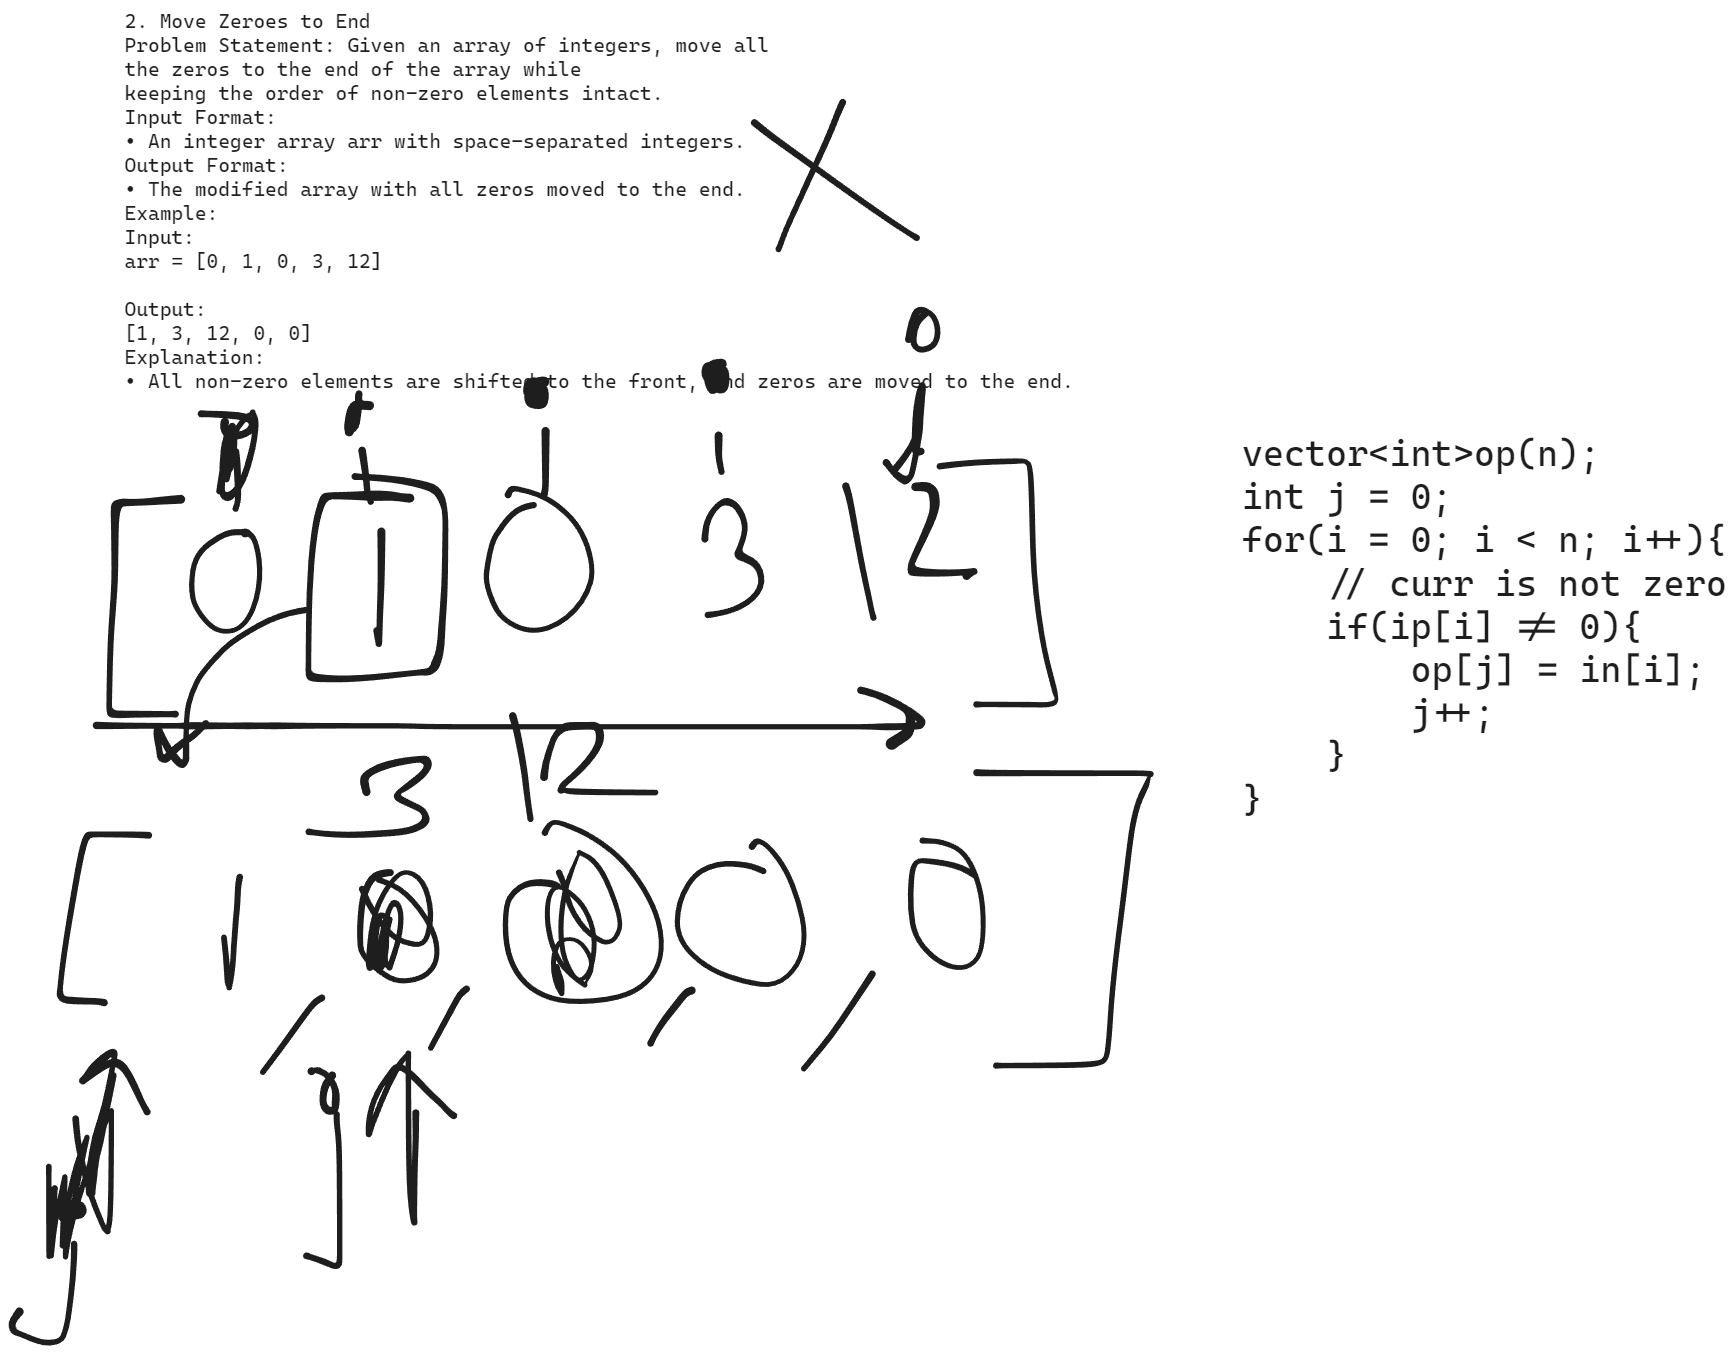 2. Move Zeroes to End
Problem Statement: Given an array of integers, move all
the zeros to the end of the array while
keeping the order of non-zero elements intact.
Input Format:
• An integer array arr with space-separated integers.
Output Format:
• The modified array with all zeros moved to the end.
Example:
Input:
arr = [0, 1, 0, 3, 12]
Output:
[1, 3, 12, 0, 0]
Explanation:
• All non-zero elements are shifted to the front, and zeros are moved to the end.
[ 0 1 0 3 12 ]
3 12
[ 1 , , , 0 , 0 ]
j
j
vector<int>op(n);
int j = 0;
for(i = 0; i < n; i++){
// curr is not zero
if(ip[i] != 0){
op[j] = in[i];
j++;
}
}